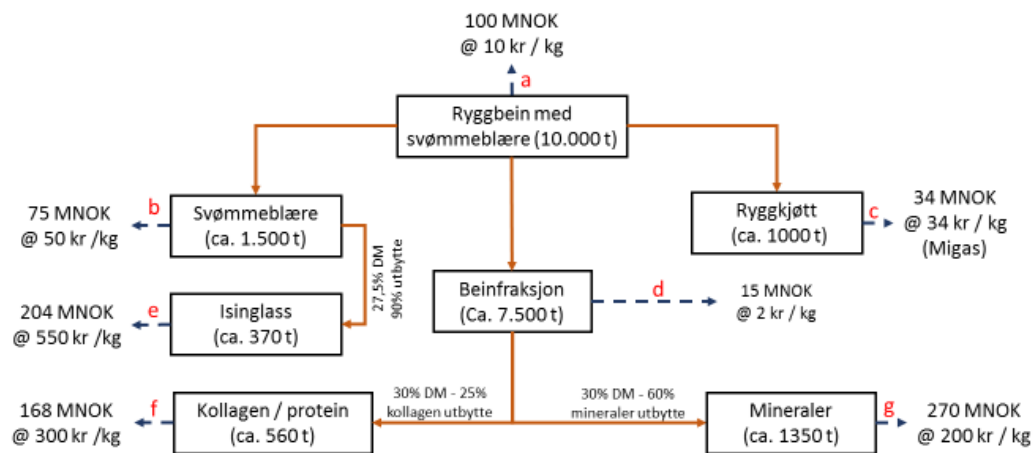 100 MNOK
@ 10 kr / kg
a
Ryggbein med
svømmeblære (10.000 t)
75 MNOK
@ 50 kr /kg
b
Svømmeblære
(ca. 1.500 t)
27,5% DM
90% utbytte
Ryggkjøtt
(ca. 1000 t)
c
34 MNOK
@ 34 kr / kg
(Migas)
Beinfraksjon
(Ca. 7.500 t)
d
15 MNOK
@ 2 kr / kg
204 MNOK
@ 550 kr /kg
e
Isinglass
(ca. 370 t)
168 MNOK
@ 300 kr /kg
f
Kollagen / protein
(ca. 560 t)
30% DM - 25%
kollagen utbytte
30% DM - 60%
mineraler utbytte
Mineraler
(ca. 1350 t)
g
270 MNOK
@ 200 kr / kg